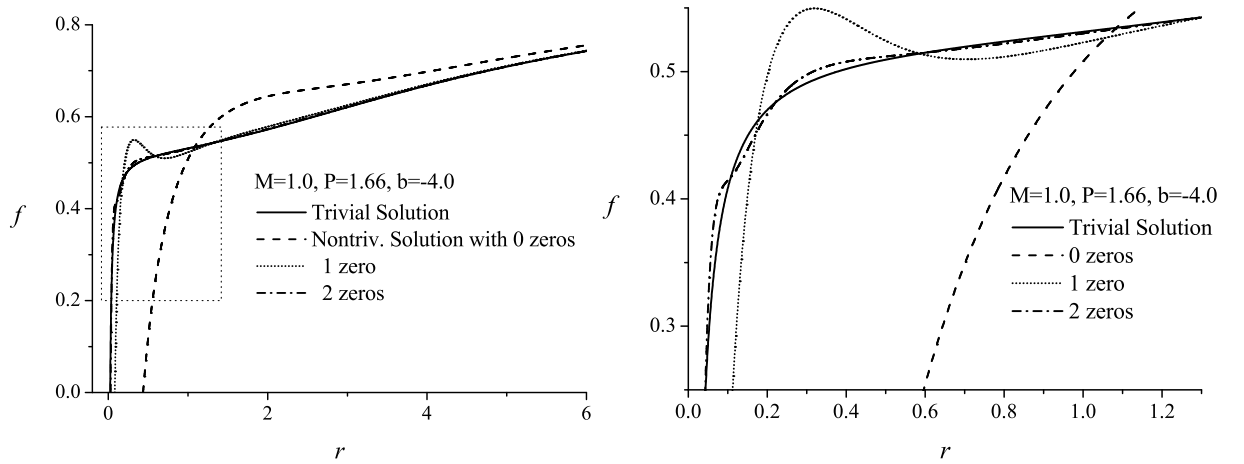 0.8
0.6
0.4
0.2
0.0
f
0
2
4
6
r
M=1.0, P=1.66, b=-4.0
Trivial Solution
Nontriv. Solution with 0 zeros
1 zero
2 zeros
0.5
0.4
0.3
f
0.0
0.2
0.4
0.6
0.8
1.0
1.2
r
M=1.0, P=1.66, b=-4.0
Trivial Solution
0 zeros
1 zero
2 zeros